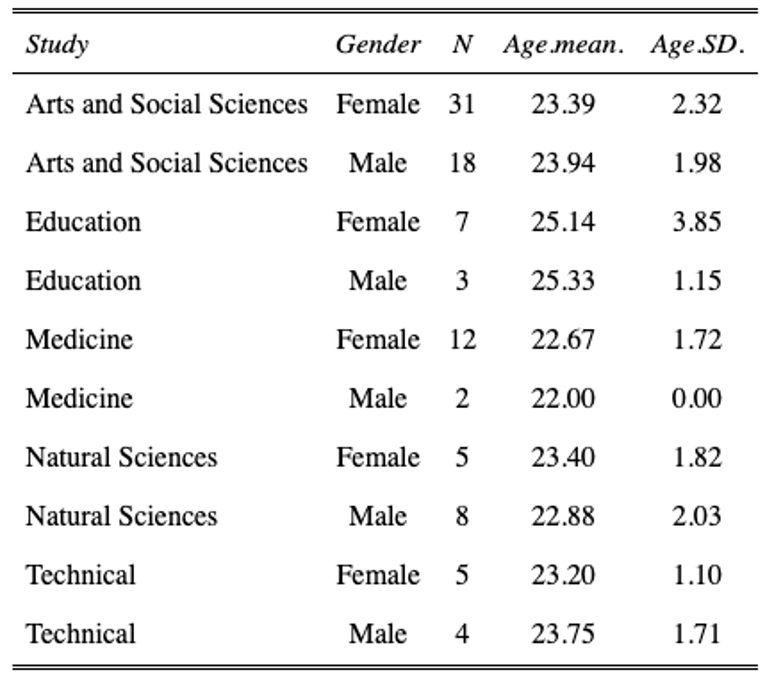 Study Gender N Age.mean. Age.SD.
Arts and Social Sciences Female 31 23.39 2.32
Arts and Social Sciences Male 18 23.94 1.98
Education Female 7 25.14 3.85
Education Male 3 25.33 1.15
Medicine Female 12 22.67 1.72
Medicine Male 2 22.00 0.00
Natural Sciences Female 5 23.40 1.82
Natural Sciences Male 8 22.88 2.03
Technical Female 5 23.20 1.10
Technical Male 4 23.75 1.71